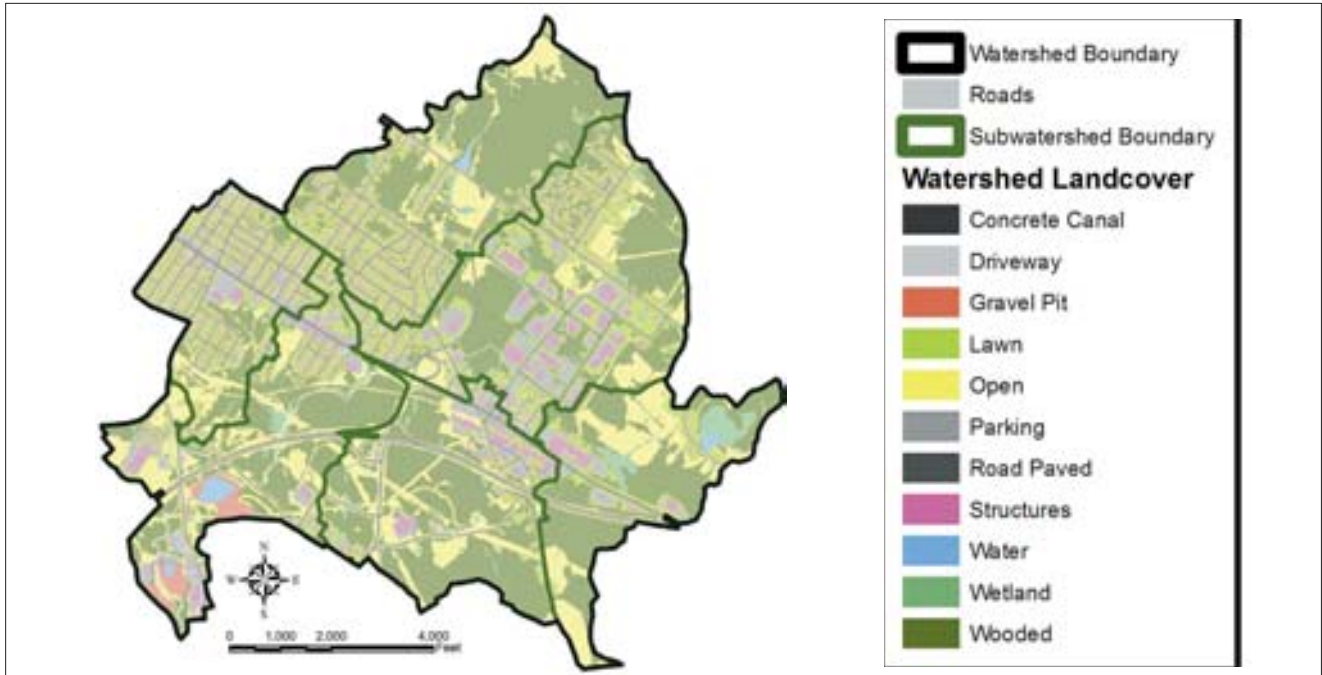 N
W
E
S
0 1,000 2,000 4,000
Feet
Watershed Boundary
Roads
Subwatershed Boundary
Watershed Landcover
Concrete Canal
Driveway
Gravel Pit
Lawn
Open
Parking
Road Paved
Structures
Water
Wetland
Wooded